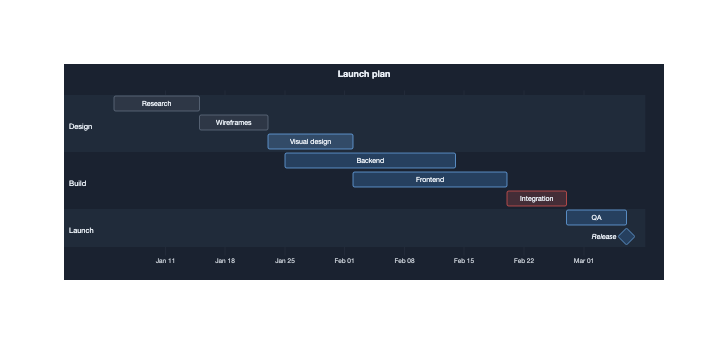 Launch plan
Research
Wireframes
Design
Visual design
Backend
Frontend
Build
Integration
QA
Launch
Release
Jan 11 Jan 18 Jan 25 Feb 01 Feb 08 Feb 15 Feb 22 Mar 01